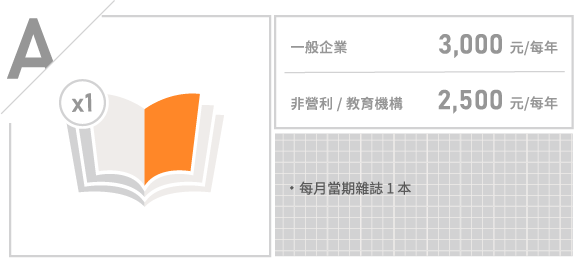 A
x1
一般企業 3,000 元/每年
非營利 / 教育機構 2,500 元/每年
・每月當期雜誌 1 本